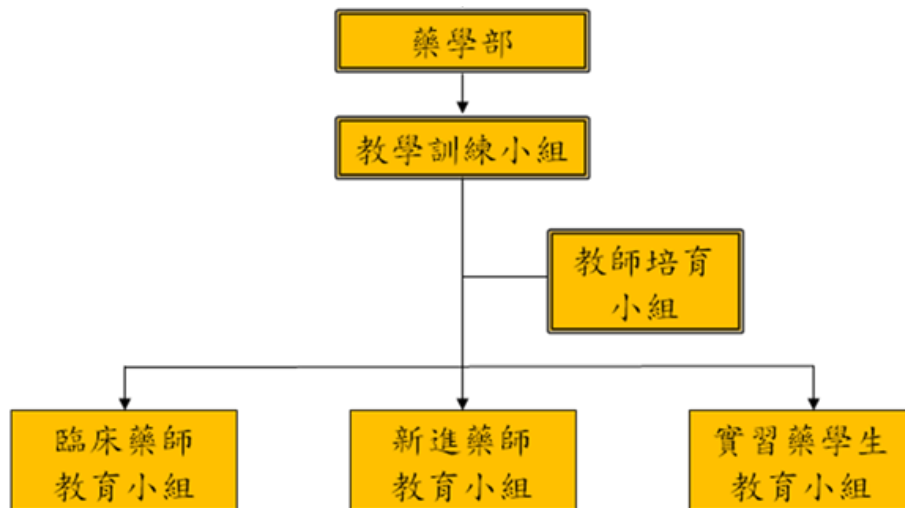 藥學部
教學訓練小組
教師培育
小組
臨床藥師
教育小組
新進藥師
教育小組
實習藥學生
教育小組